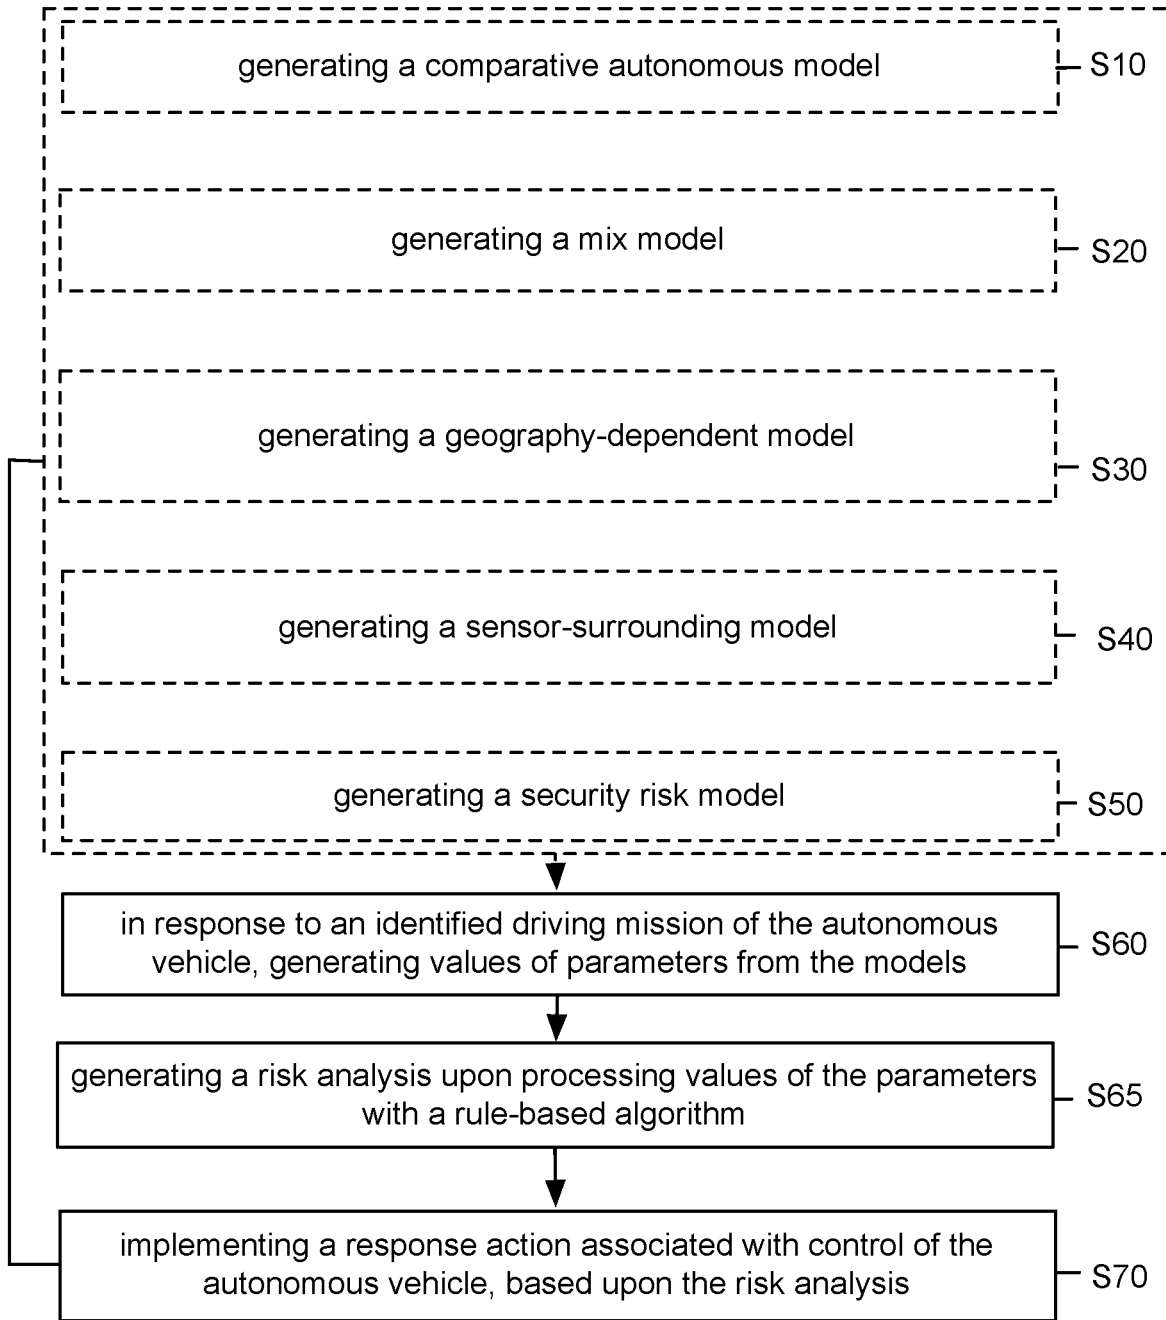 generating a comparative autonomous model
S10
generating a mix model
S20
generating a geography-dependent model
S30
generating a sensor-surrounding model
S40
generating a security risk model
S50
in response to an identified driving mission of the autonomous
vehicle, generating values of parameters from the models
S60
generating a risk analysis upon processing values of the parameters
with a rule-based algorithm
S65
implementing a response action associated with control of the
autonomous vehicle, based upon the risk analysis
S70